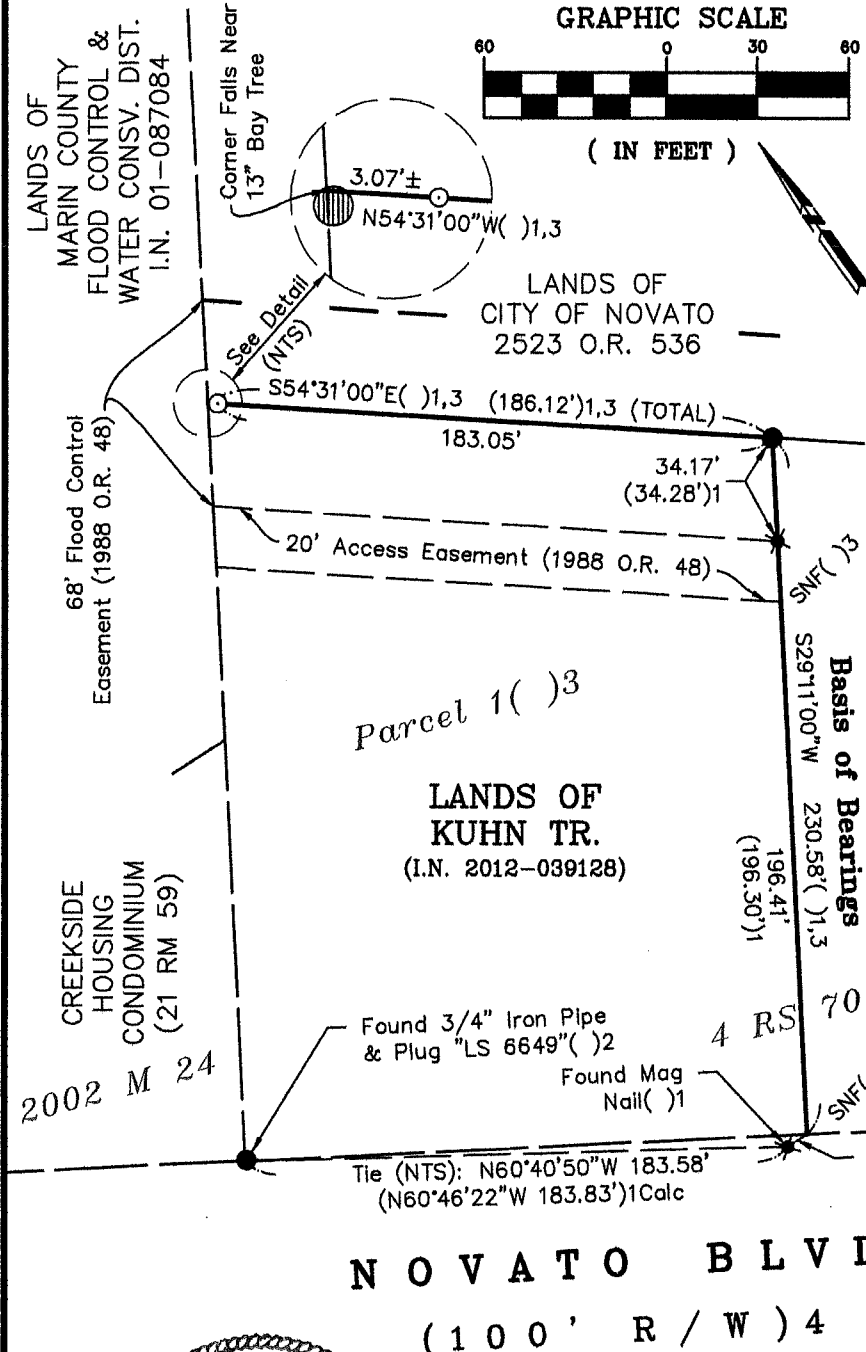 GRAPHIC SCALE
60 0 30 60
( IN FEET )
LANDS OF
MARIN COUNTY
FLOOD CONTROL &
WATER CONSV. DIST.
I.N. 01-087084
Corner Falls Near
13" Bay Tree
3.07'±
N54°31'00"W( )1,3
LANDS OF
CITY OF NOVATO
2523 O.R. 536
See Detail
(NTS)
S54°31'00"E( )1,3 (186.12')1,3 (TOTAL)
183.05'
34.17'
(34.28')1
68' Flood Control
Easement (1988 O.R. 48)
20' Access Easement (1988 O.R. 48)
SNF( )3
Parcel 1( )3
Basis of Bearings
S29°11'00"W 230.58'( )1,3
196.41'
(196.30')1
LANDS OF
KUHN TR.
(I.N. 2012-039128)
CREEKSIDE
HOUSING
CONDOMINIUM
(21 RM 59)
2002 M 24
Found 3/4" Iron Pipe
& Plug "LS 6649"( )2
4 RS 70
Found Mag
Nail( )1
SNF(
Tie (NTS): N60°40'50"W 183.58'
(N60°46'22"W 183.83')1Calc
NOVATO BLV
(100' R/W)4